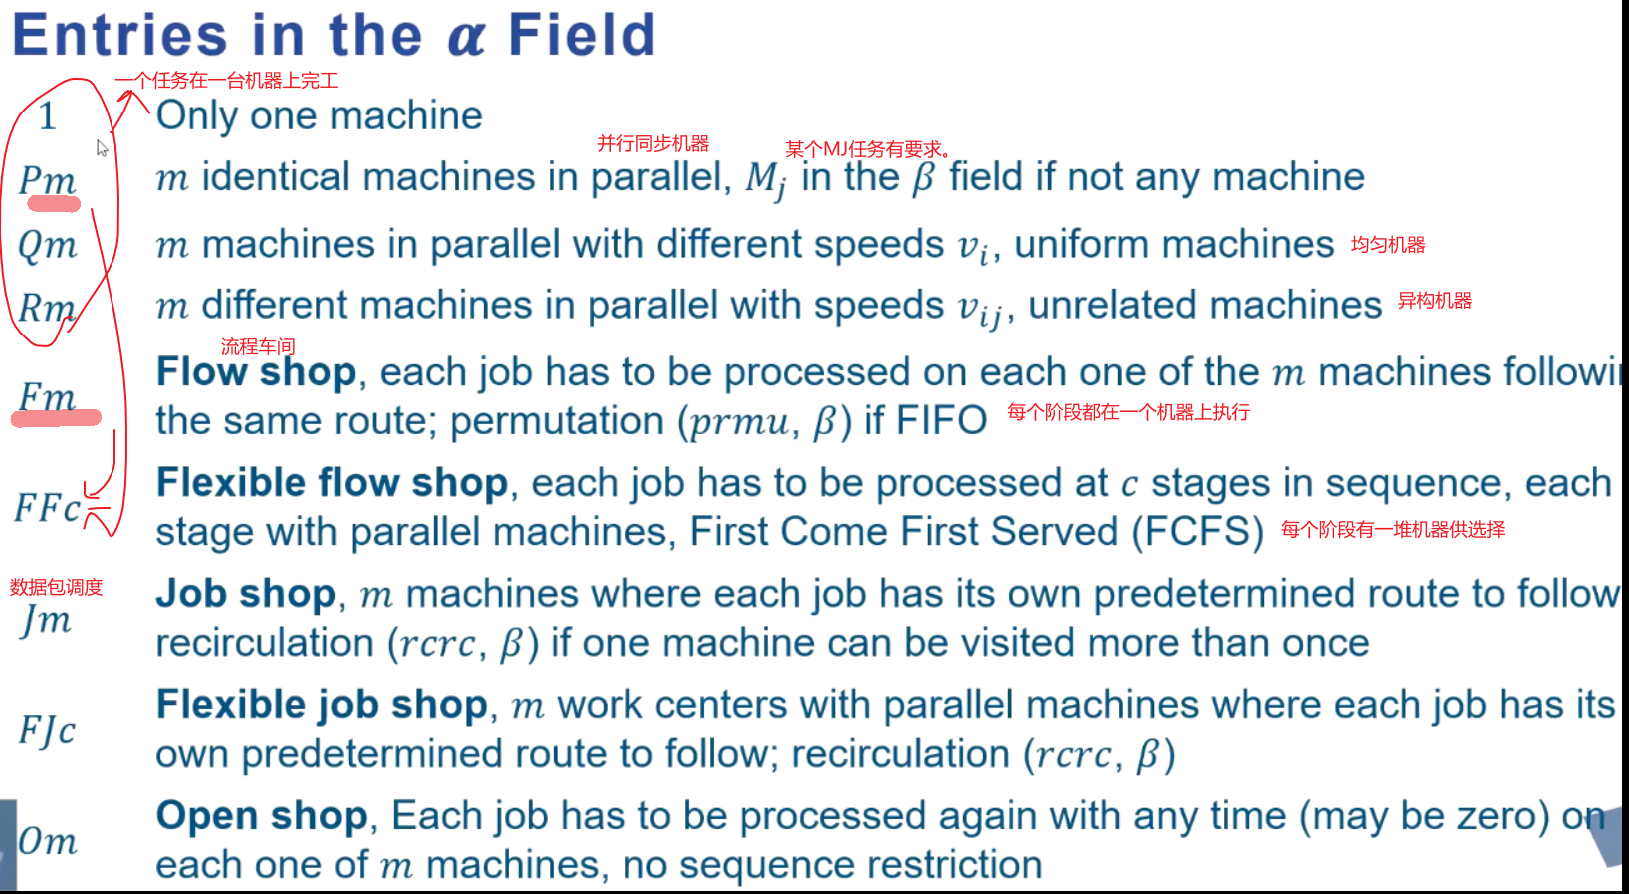 Entries in the α Field
一个任务在一台机器上完工
1 Only one machine
并行同步机器 某个MJ任务有要求。
Pm m identical machines in parallel, Mj in the β field if not any machine
Qm m machines in parallel with different speeds vi, uniform machines 均匀机器
Rm m different machines in parallel with speeds vij, unrelated machines 异构机器
流程车间
Fm Flow shop, each job has to be processed on each one of the m machines followi
the same route; permutation (prmu, β) if FIFO 每个阶段都在一个机器上执行
FFc Flexible flow shop, each job has to be processed at c stages in sequence, each
stage with parallel machines, First Come First Served (FCFS) 每个阶段有一堆机器供选择
数据包调度
Jm Job shop, m machines where each job has its own predetermined route to follow
recirculation (rcrc, β) if one machine can be visited more than once
FJc Flexible job shop, m work centers with parallel machines where each job has its
own predetermined route to follow; recirculation (rcrc, β)
Om Open shop, Each job has to be processed again with any time (may be zero) on
each one of m machines, no sequence restriction